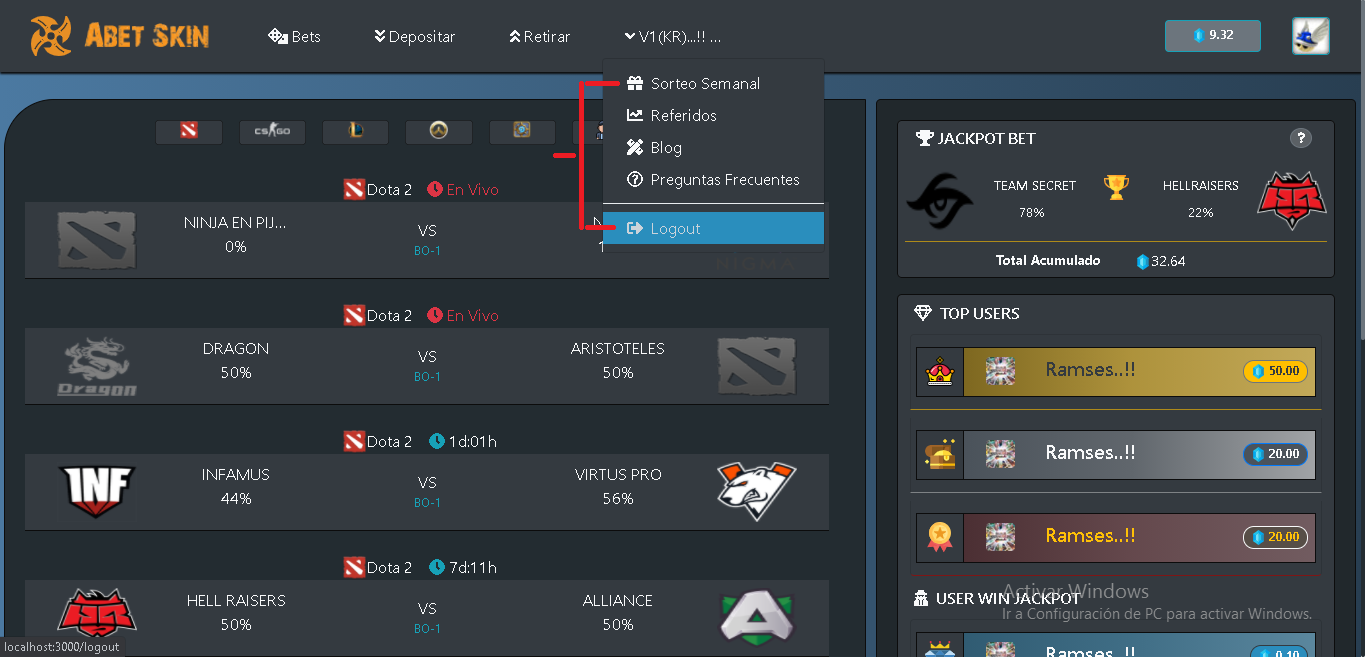 ABET SKIN
Bets
Depositar
Retirar
V1(KR)...!! ...
9.32
Sorteo Semanal
Referidos
Blog
Preguntas Frecuentes
Logout
CS GO
Dota 2 En Vivo
NINJA EN PIJ... VS N
0% BO-1 1
NIGMA
Dota 2 En Vivo
DRAGON VS ARISTOTELES
50% BO-1 50%
Dragon
Dota 2 1d:01h
INF INFAMUS VS VIRTUS PRO
44% BO-1 56%
Dota 2 7d:11h
HELL RAISERS VS ALLIANCE
50% BO-1 50%
localhost:3000/logout
JACKPOT BET ?
TEAM SECRET HELLRAISERS
78% 22%
Total Acumulado 32.64
TOP USERS
Ramses..!! 50.00
Ramses..!! 20.00
Ramses..!! 20.00
USER WIN JACKPOT
Ramses..!! 0.10
Activar Windows
Ir a Configuración de PC para activar Windows.